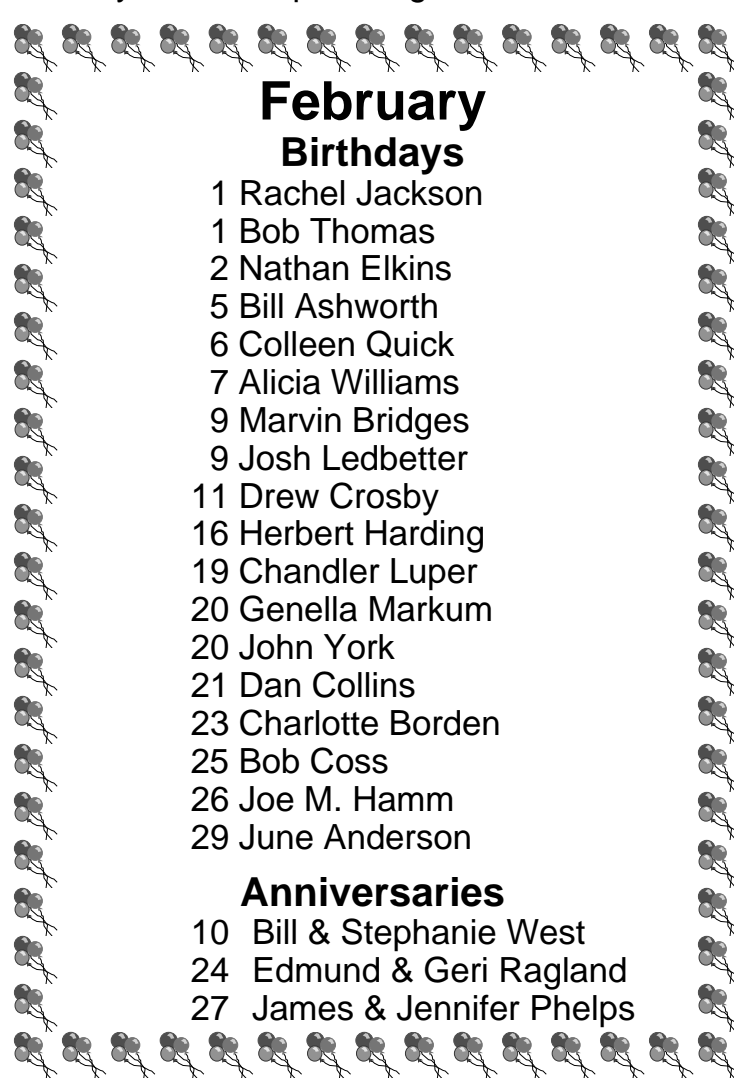 February
Birthdays
1 Rachel Jackson
1 Bob Thomas
2 Nathan Elkins
5 Bill Ashworth
6 Colleen Quick
7 Alicia Williams
9 Marvin Bridges
9 Josh Ledbetter
11 Drew Crosby
16 Herbert Harding
19 Chandler Luper
20 Genella Markum
20 John York
21 Dan Collins
23 Charlotte Borden
25 Bob Coss
26 Joe M. Hamm
29 June Anderson
Anniversaries
10 Bill & Stephanie West
24 Edmund & Geri Ragland
27 James & Jennifer Phelps